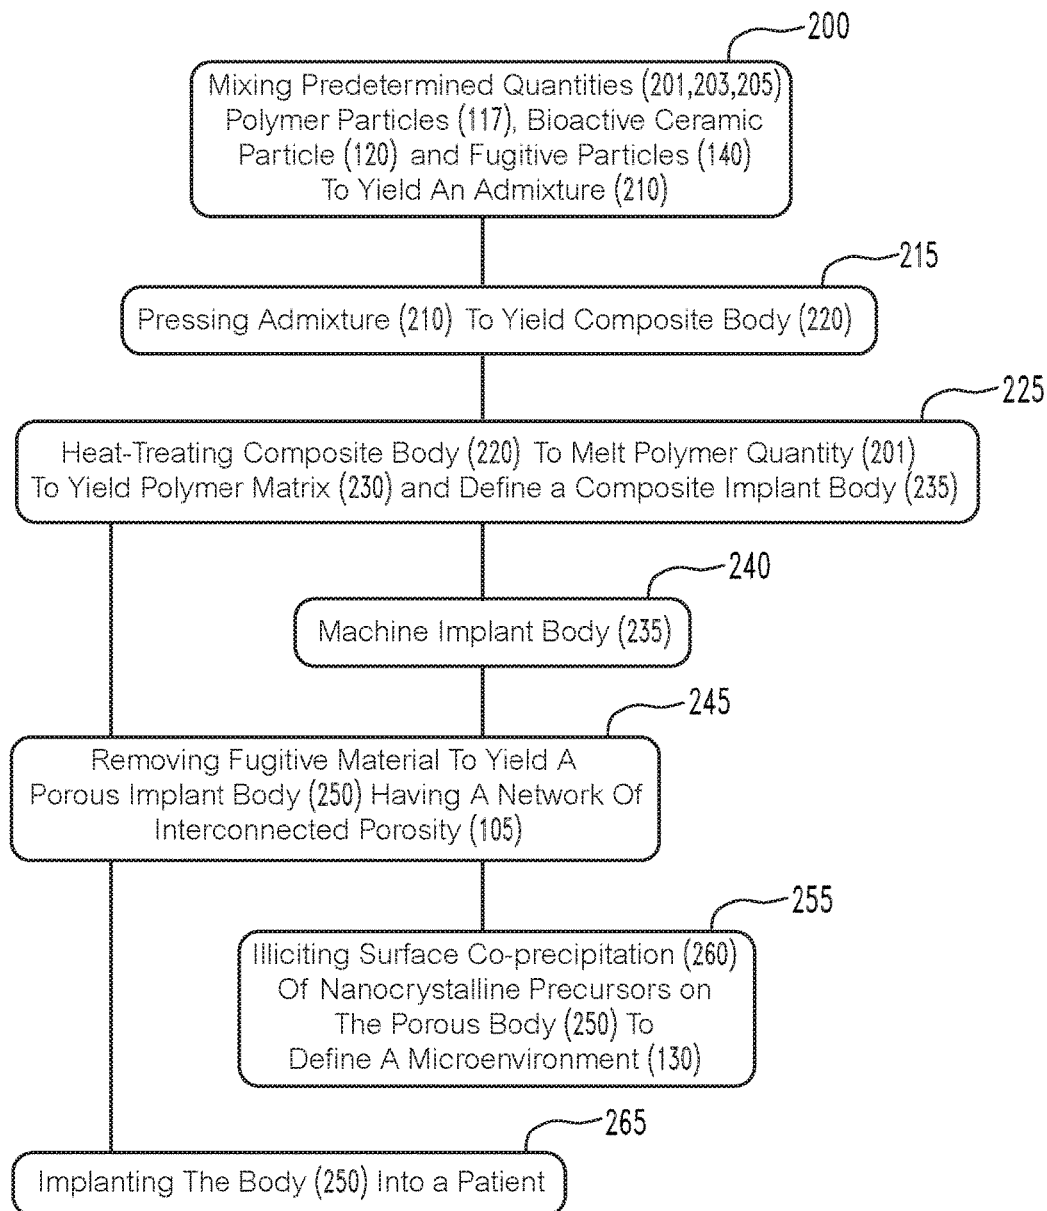 200
Mixing Predetermined Quantities (201,203,205)
Polymer Particles (117), Bioactive Ceramic
Particle (120) and Fugitive Particles (140)
To Yield An Admixture (210)
215
Pressing Admixture (210) To Yield Composite Body (220)
225
Heat-Treating Composite Body (220) To Melt Polymer Quantity (201)
To Yield Polymer Matrix (230) and Define a Composite Implant Body (235)
240
Machine Implant Body (235)
245
Removing Fugitive Material To Yield A
Porous Implant Body (250) Having A Network Of
Interconnected Porosity (105)
255
Illiciting Surface Co-precipitation (260)
Of Nanocrystalline Precursors on
The Porous Body (250) To
Define A Microenvironment (130)
265
Implanting The Body (250) Into a Patient